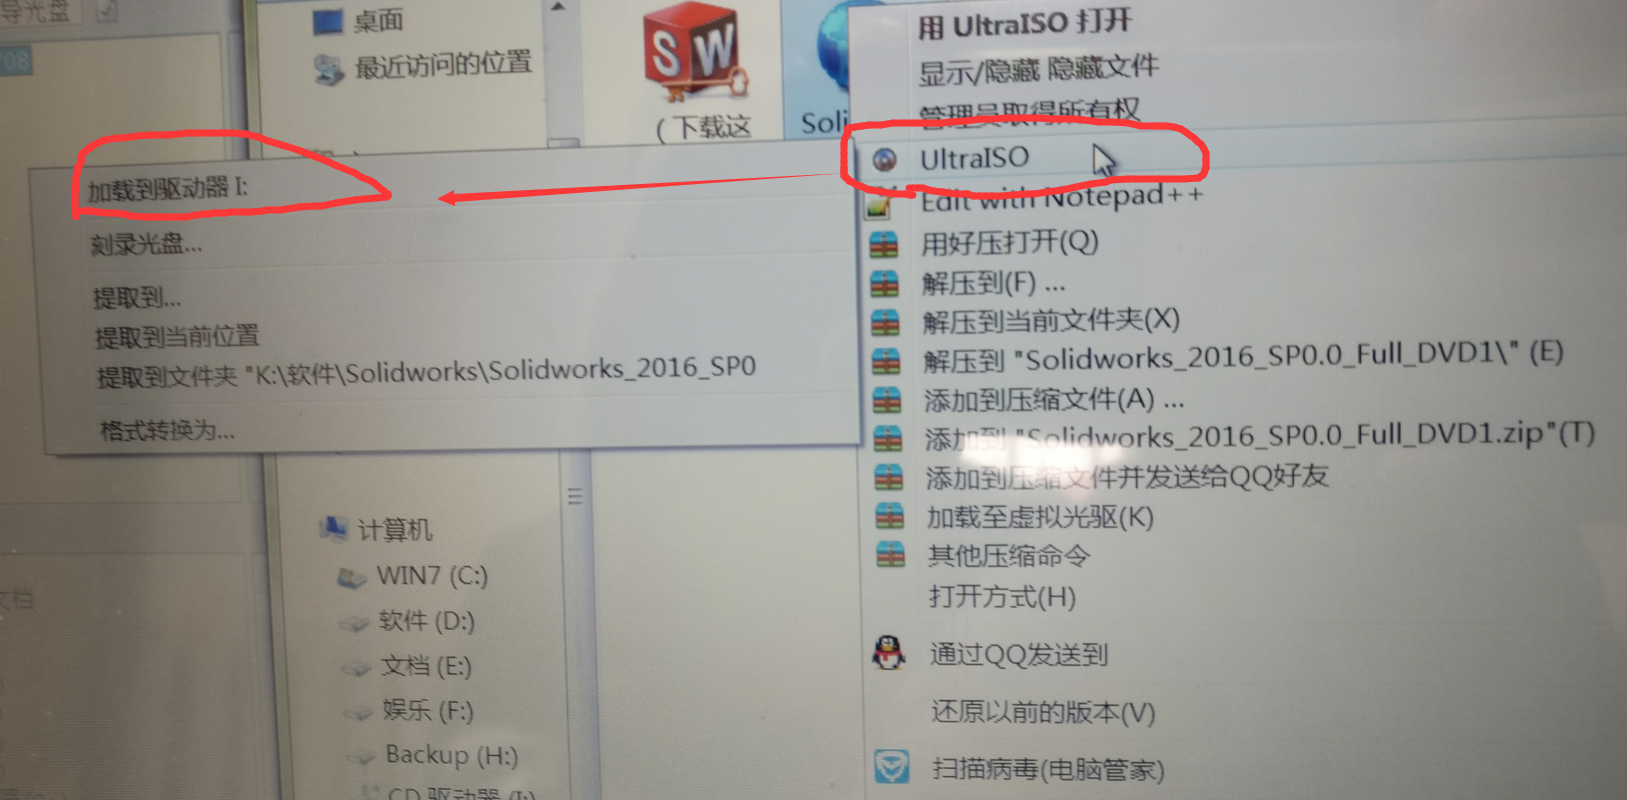 导光盘
708
桌面
最近访问的位置
(下载这
Soli
用 UltraISO 打开
显示/隐藏 隐藏文件
管理员取得所有权
UltraISO
Edit with Notepad++
用好压打开(Q)
解压到(F) ...
解压到当前文件夹(X)
解压到 "Solidworks_2016_SP0.0_Full_DVD1\" (E)
添加到压缩文件(A) ...
添加到 "Solidworks_2016_SP0.0_Full_DVD1.zip"(T)
添加到压缩文件并发送给QQ好友
加载至虚拟光驱(K)
其他压缩命令
打开方式(H)
通过QQ发送到
还原以前的版本(V)
扫描病毒(电脑管家)
加载到驱动器 I:
刻录光盘...
提取到...
提取到当前位置
提取到文件夹 "K:\软件\Solidworks\Solidworks_2016_SP0
格式转换为...
计算机
WIN7 (C:)
软件 (D:)
文档 (E:)
娱乐 (F:)
Backup (H:)
CD 驱动器 (I:)
文档
SW